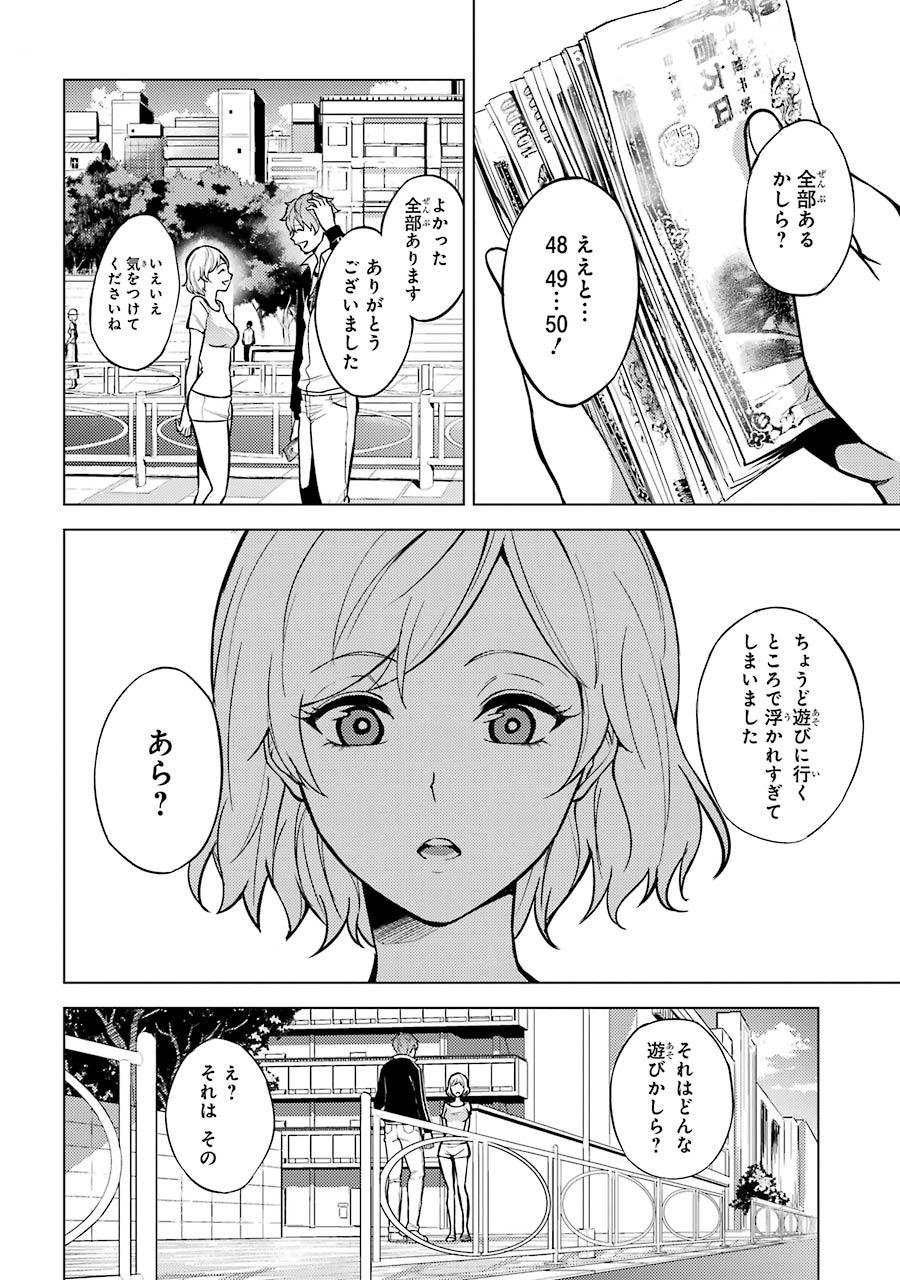 全部ある
かしら?
ええと…
48
49…
50!
よかった
全部あります
ありがとう
ございました
いえいえ
気をつけて
くださいね
ちょうど遊びに行く
ところで浮かれすぎて
しまいました
あら?
それはどんな
遊びかしら?
え?
それは その